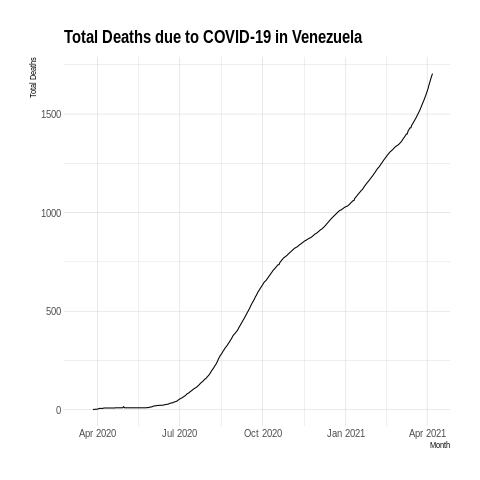 Total Deaths due to COVID-19 in Venezuela
Total Deaths
1500
1000
500
0
Apr 2020 Jul 2020 Oct 2020 Jan 2021 Apr 2021
Month